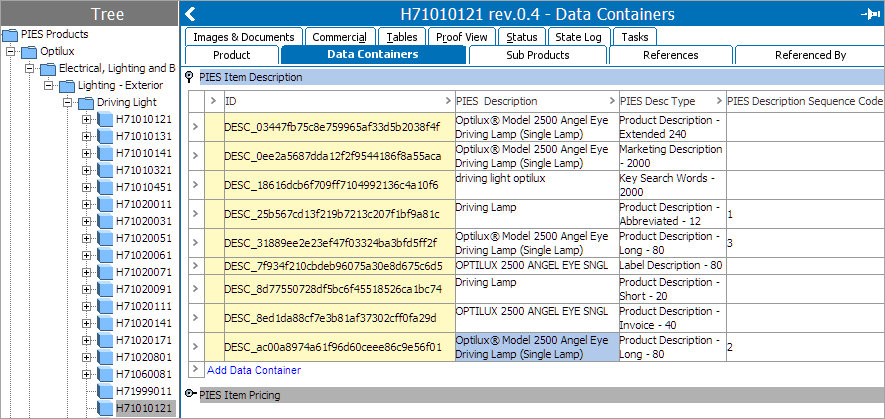 Tree
PIES Products
Optilux
Electrical, Lighting and B
Lighting - Exterior
Driving Light
H71010121
H71010131
H71010141
H71010321
H71010451
H71020011
H71020031
H71020051
H71020061
H71020071
H71020091
H71020111
H71020141
H71020171
H71020801
H71060081
H71999011
H71010121
H71010121 rev.0.4 - Data Containers
Images & Documents Commercial Tables Proof View Status State Log Tasks
Product Data Containers Sub Products References Referenced By
PIES Item Description
> ID > PIES Description > PIES Desc Type > PIES Description Sequence Code
> DESC_03447fb75c8e759965af33d5b2038f4f Optilux® Model 2500 Angel Eye Product Description -
Driving Lamp (Single Lamp) Extended 240
> DESC_0ee2a5687dda12f2f9544186f8a55aca Optilux® Model 2500 Angel Eye Marketing Description
Driving Lamp (Single Lamp) - 2000
> DESC_18616dcb6f709ff7104992136c4a10f6 driving light optilux Key Search Words -
2000
> DESC_25b567cd13f219b7213c207f1bf9a81c Driving Lamp Product Description - 1
Abbreviated - 12
> DESC_31889ee2e23ef47f03324ba3bfd5ff2f Optilux® Model 2500 Angel Eye Product Description - 3
Driving Lamp (Single Lamp) Long - 80
> DESC_7f934f210cbdeb96075a30e8d675c6d5 OPTILUX 2500 ANGEL EYE SNGL Label Description - 80
> DESC_8d77550728df5bc6f45518526ca1bc74 Driving Lamp Product Description -
Short - 20
> DESC_8ed1da88cf7e3b81af37302cff0fa29d OPTILUX 2500 ANGEL EYE SNGL Product Description -
Invoice - 40
> DESC_ac00a8974a61f96d60ceee86c9e56f01 Optilux® Model 2500 Angel Eye Product Description - 2
Driving Lamp (Single Lamp) Long - 80
> Add Data Container
PIES Item Pricing